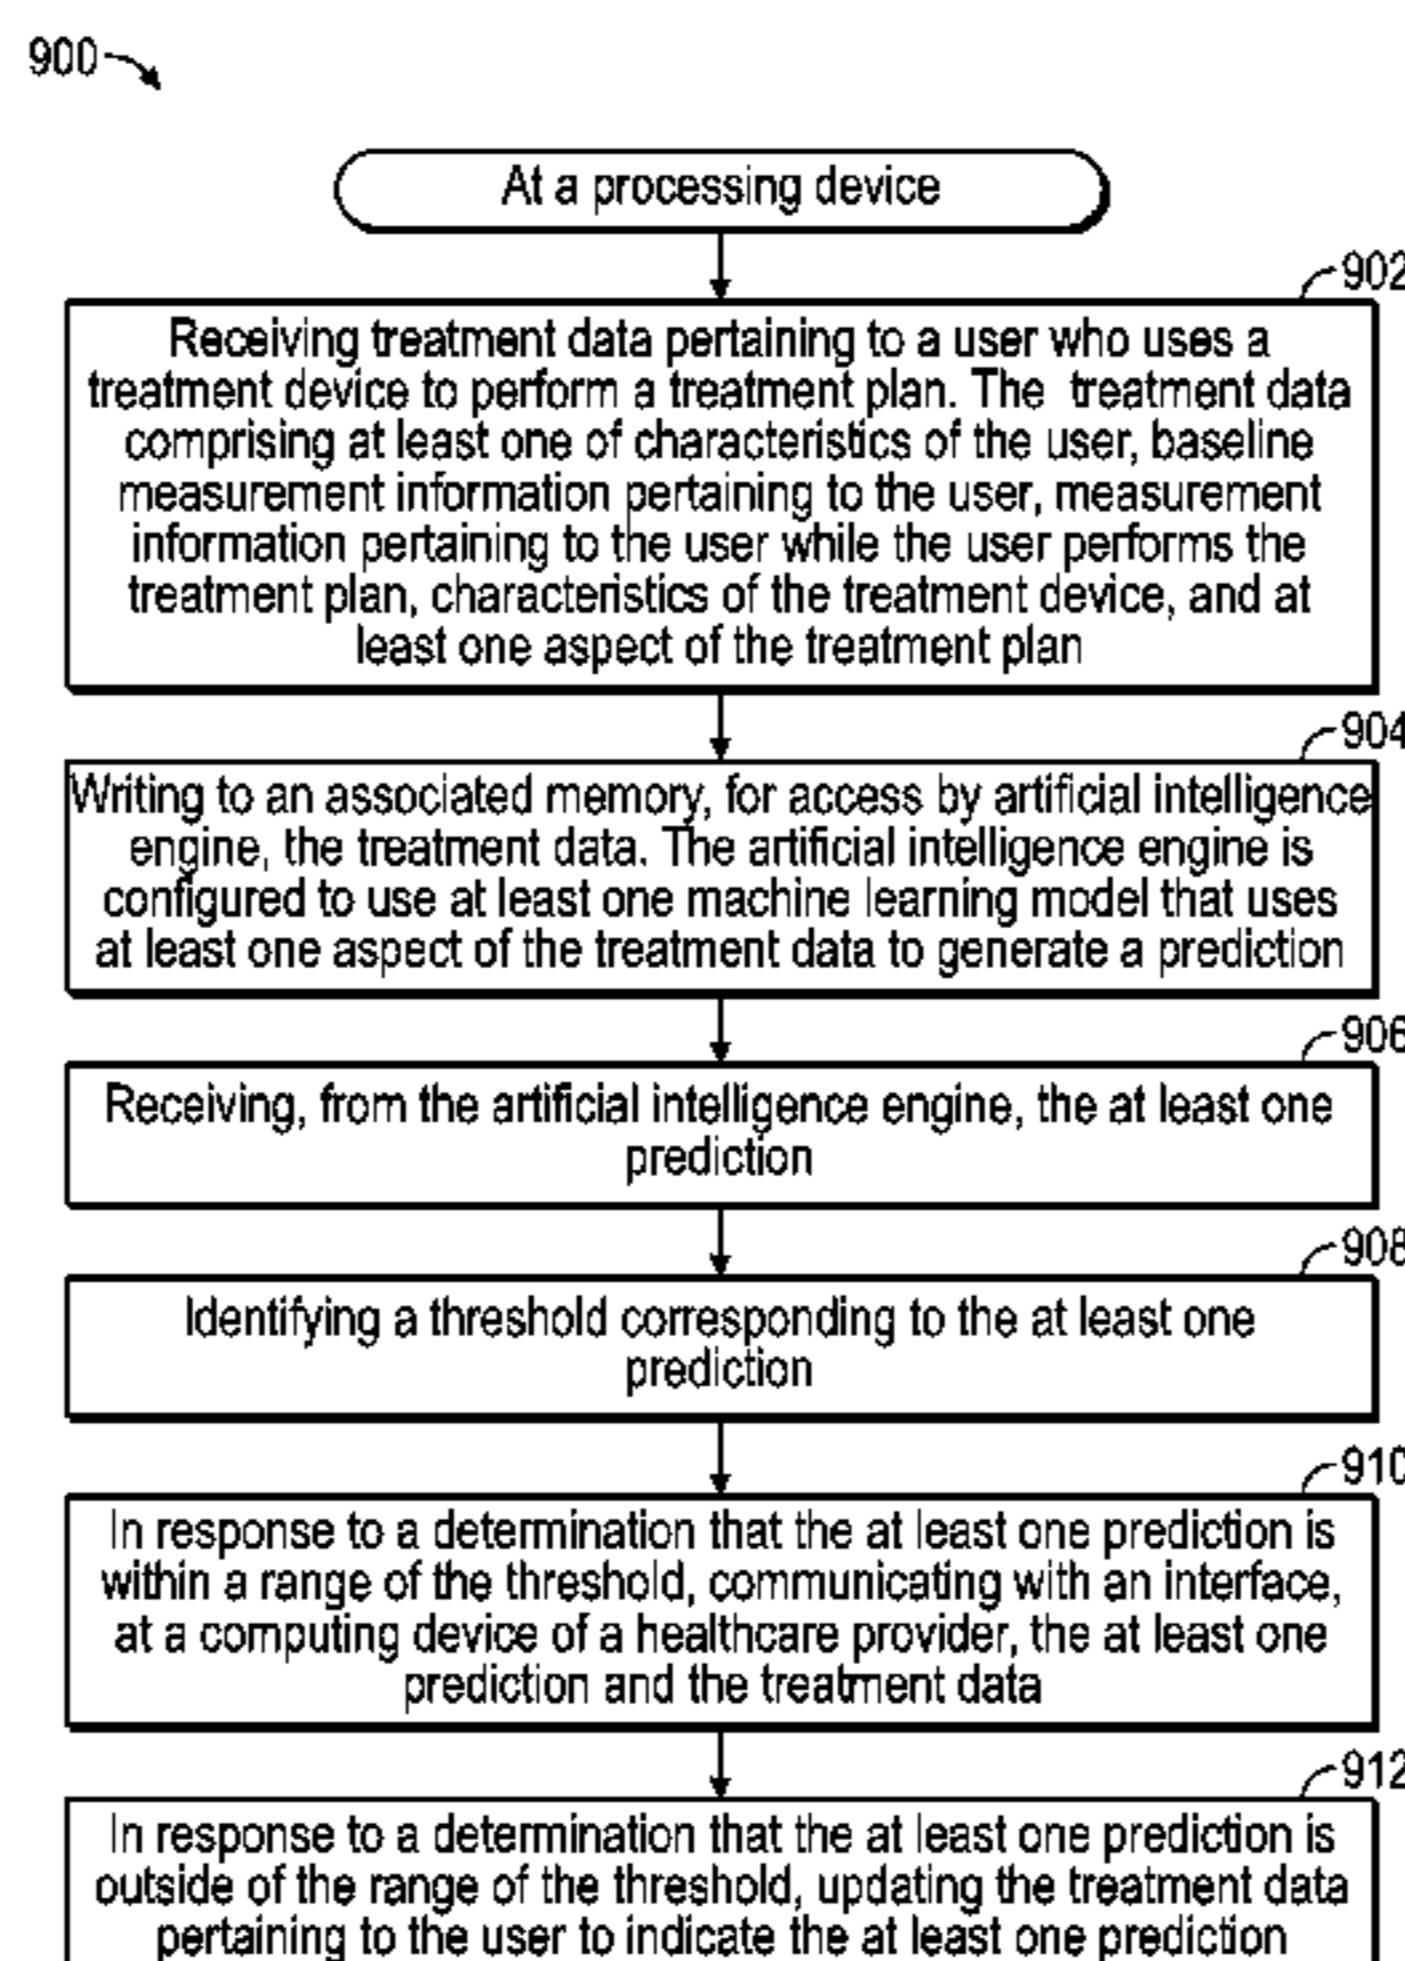 900
At a processing device
902
Receiving treatment data pertaining to a user who uses a
treatment device to perform a treatment plan. The treatment data
comprising at least one of characteristics of the user, baseline
measurement information pertaining to the user, measurement
information pertaining to the user while the user performs the
treatment plan, characteristics of the treatment device, and at
least one aspect of the treatment plan
904
Writing to an associated memory, for access by artificial intelligence
engine, the treatment data. The artificial intelligence engine is
configured to use at least one machine learning model that uses
at least one aspect of the treatment data to generate a prediction
906
Receiving, from the artificial intelligence engine, the at least one
prediction
908
Identifying a threshold corresponding to the at least one
prediction
910
In response to a determination that the at least one prediction is
within a range of the threshold, communicating with an interface,
at a computing device of a healthcare provider, the at least one
prediction and the treatment data
912
In response to a determination that the at least one prediction is
outside of the range of the threshold, updating the treatment data
pertaining to the user to indicate the at least one prediction